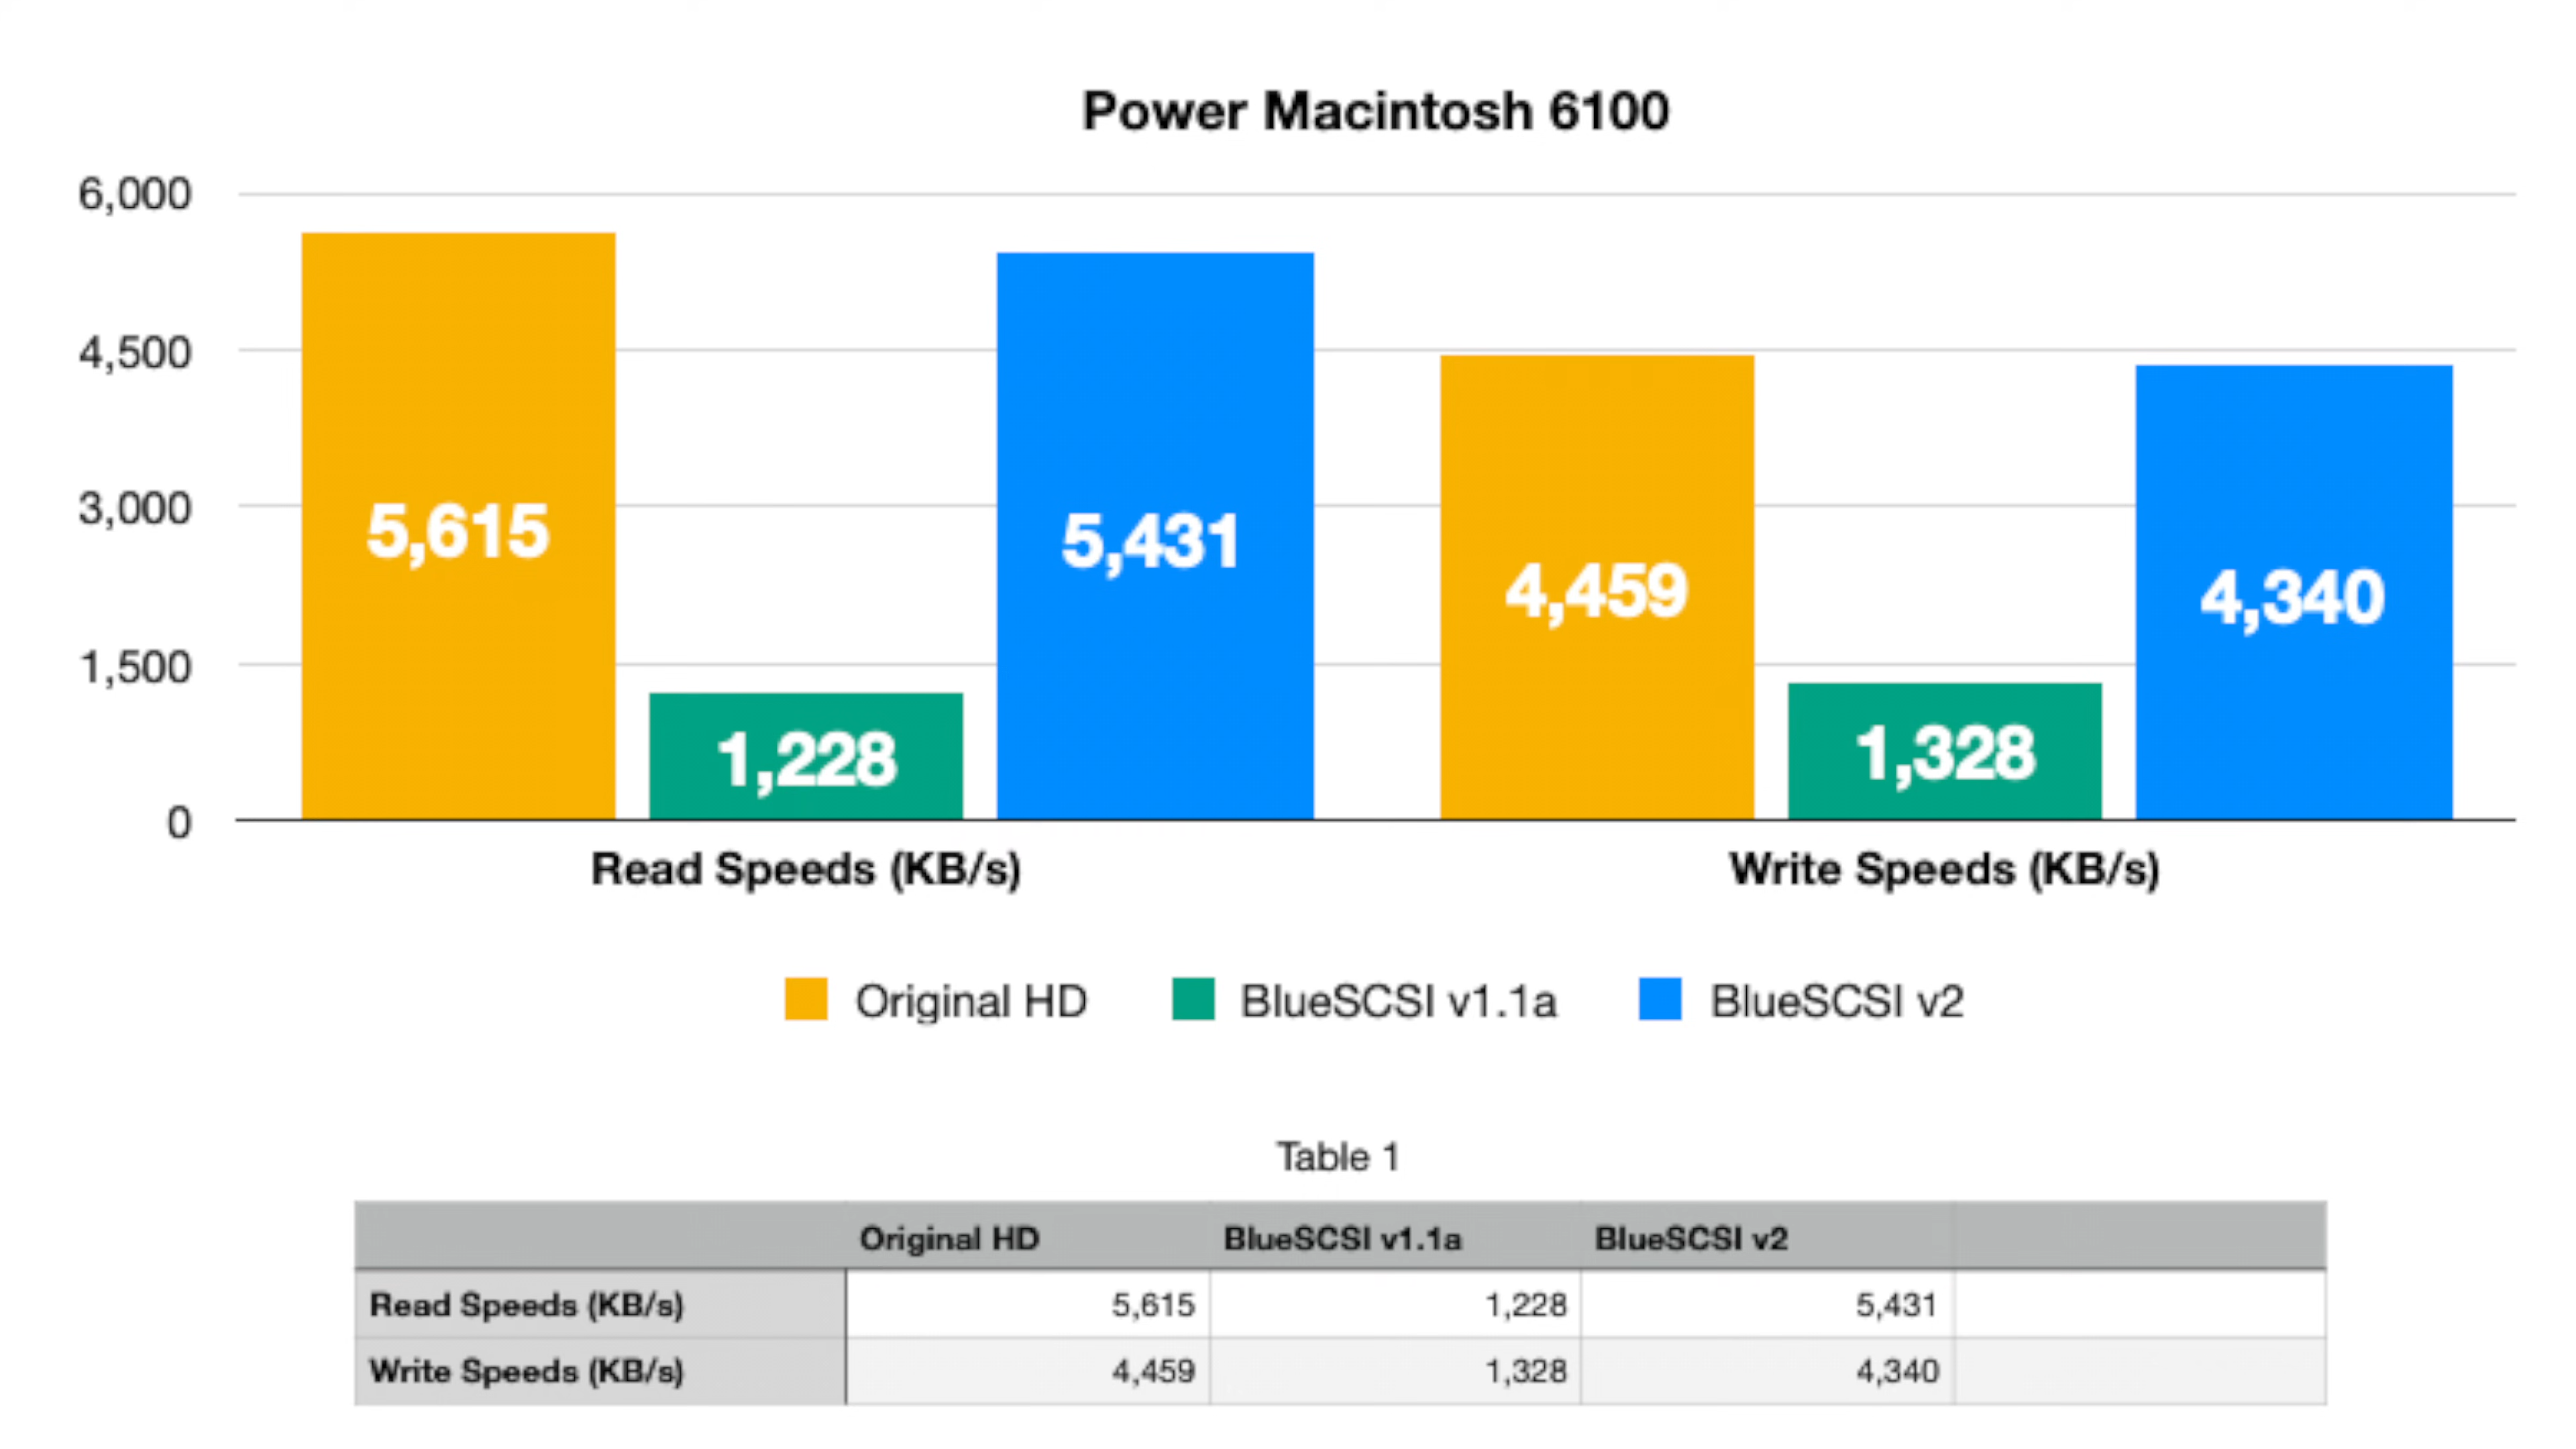 Power Macintosh 6100
6,000
4,500
3,000
1,500
0
5,615
1,228
5,431
4,459
1,328
4,340
Read Speeds (KB/s)
Write Speeds (KB/s)
Original HD
BlueSCSI v1.1a
BlueSCSI v2
Table 1
Original HD BlueSCSI v1.1a BlueSCSI v2
Read Speeds (KB/s) 5,615 1,228 5,431
Write Speeds (KB/s) 4,459 1,328 4,340